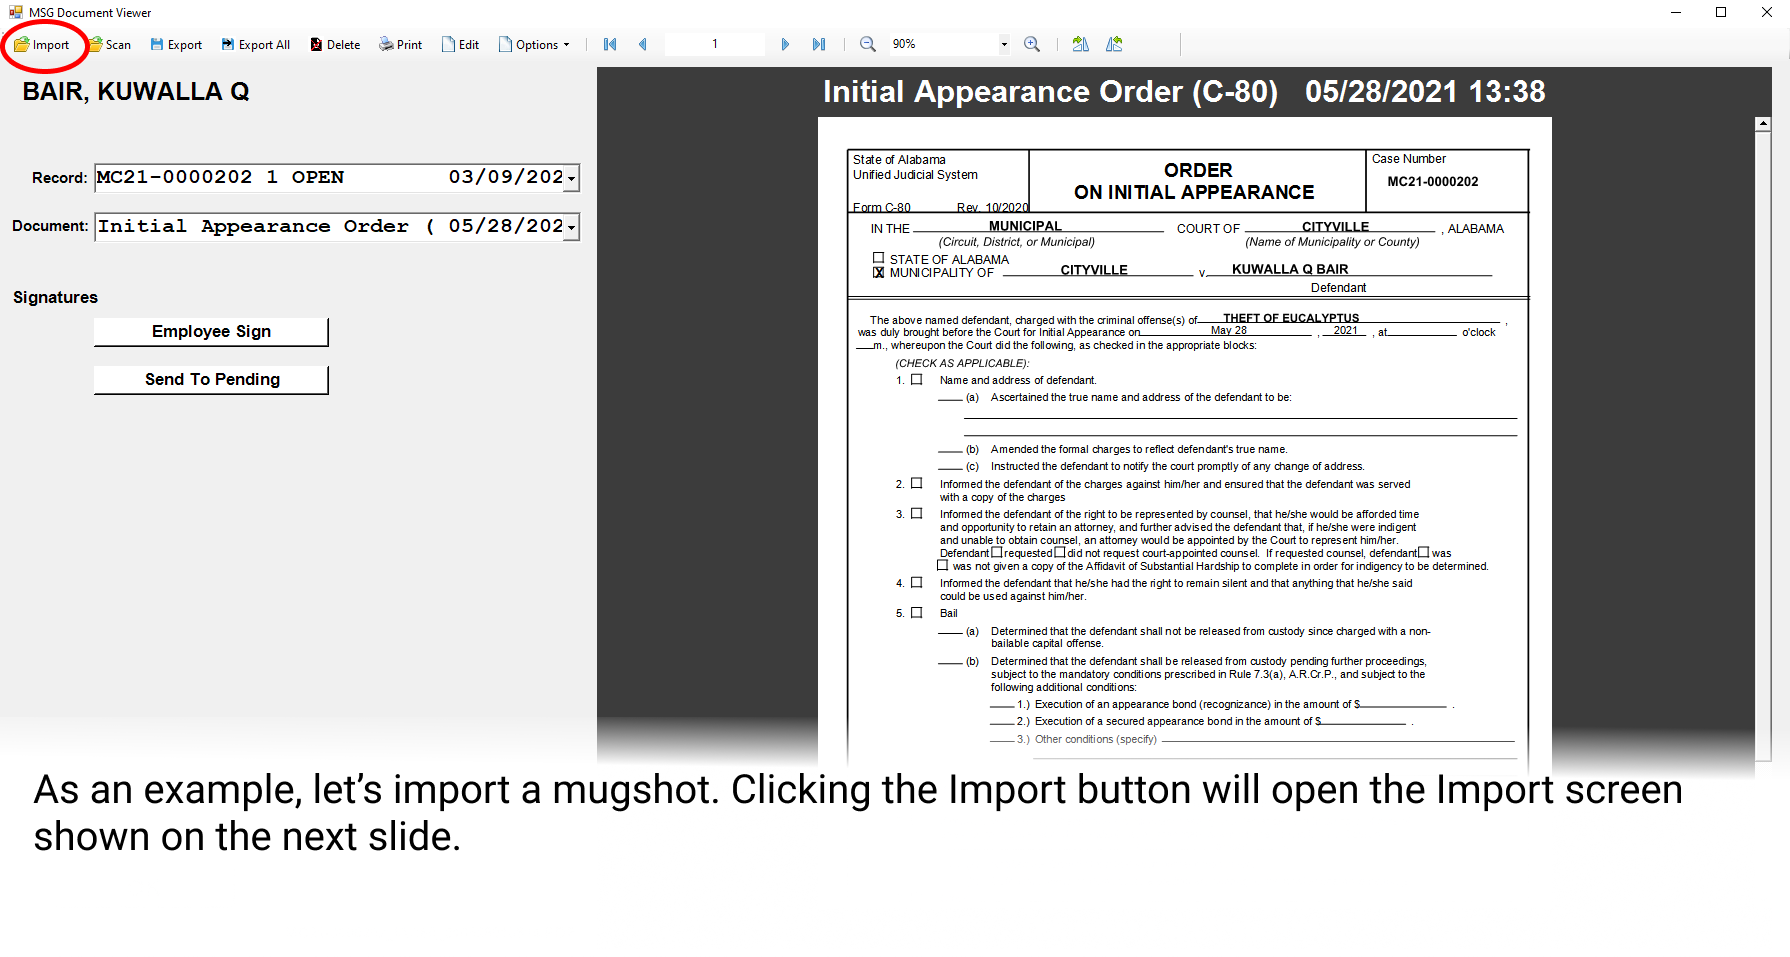 MSG Document Viewer
Import Scan Export Export All Delete Print Edit Options 1 90%
BAIR, KUWALLA Q
Record: MC21-0000202 1 OPEN 03/09/202
Document: Initial Appearance Order ( 05/28/202
Signatures
Employee Sign
Send To Pending
Initial Appearance Order (C-80) 05/28/2021 13:38
State of Alabama
Unified Judicial System
Form C-80 Rev. 10/2020
ORDER
ON INITIAL APPEARANCE
Case Number
MC21-0000202
IN THE MUNICIPAL COURT OF CITYVILLE , ALABAMA
(Circuit, District, or Municipal) (Name of Municipality or County)
STATE OF ALABAMA
X MUNICIPALITY OF CITYVILLE v. KUWALLA Q BAIR
Defendant
The above named defendant, charged with the criminal offense(s) of THEFT OF EUCALYPTUS ,
was duly brought before the Court for Initial Appearance on May 28 , 2021 , at o'clock
m., whereupon the Court did the following, as checked in the appropriate blocks:
(CHECK AS APPLICABLE):
1. Name and address of defendant.
(a) Ascertained the true name and address of the defendant to be:
(b) Amended the formal charges to reflect defendant's true name.
(c) Instructed the defendant to notify the court promptly of any change of address.
2. Informed the defendant of the charges against him/her and ensured that the defendant was served
with a copy of the charges
3. Informed the defendant of the right to be represented by counsel, that he/she would be afforded time
and opportunity to retain an attorney, and further advised the defendant that, if he/she were indigent
and unable to obtain counsel, an attorney would be appointed by the Court to represent him/her.
Defendant requested did not request court-appointed counsel. If requested counsel, defendant was
was not given a copy of the Affidavit of Substantial Hardship to complete in order for indigency to be determined.
4. Informed the defendant that he/she had the right to remain silent and that anything that he/she said
could be used against him/her.
5. Bail
(a) Determined that the defendant shall not be released from custody since charged with a non-
bailable capital offense.
(b) Determined that the defendant shall be released from custody pending further proceedings,
subject to the mandatory conditions prescribed in Rule 7.3(a), A.R.Cr.P., and subject to the
following additional conditions:
1.) Execution of an appearance bond (recognizance) in the amount of $ .
2.) Execution of a secured appearance bond in the amount of $ .
3.) Other conditions (specify)
As an example, let’s import a mugshot. Clicking the Import button will open the Import screen
shown on the next slide.